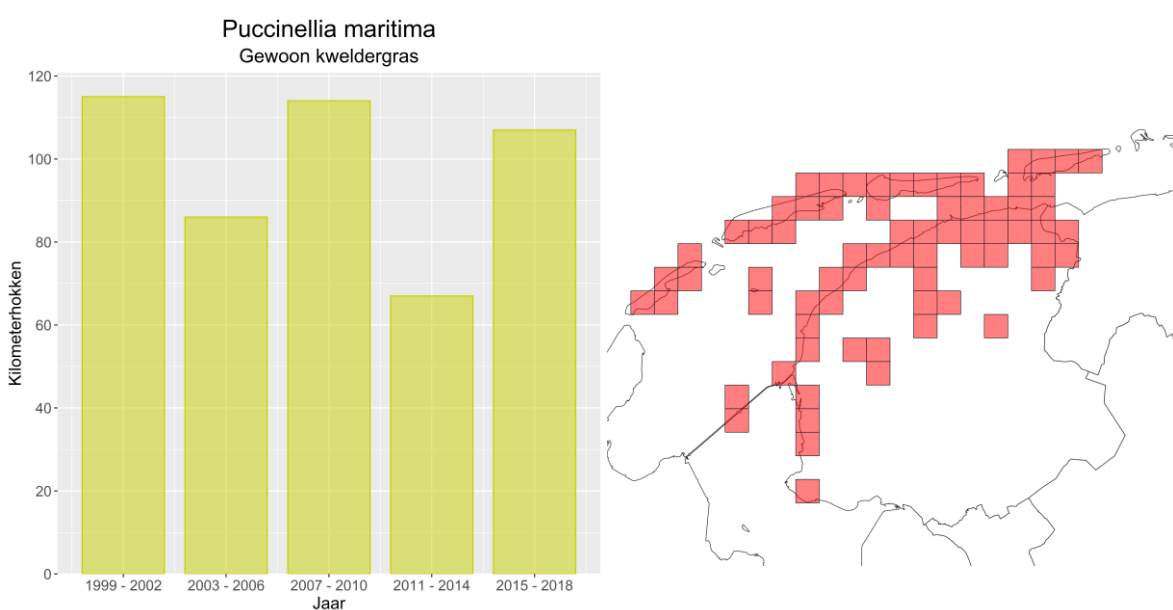 Puccinellia maritima
Gewoon kweldergras
Kilometerhokken
120
100
80
60
40
20
0
1999 - 2002 2003 - 2006 2007 - 2010 2011 - 2014 2015 - 2018
Jaar